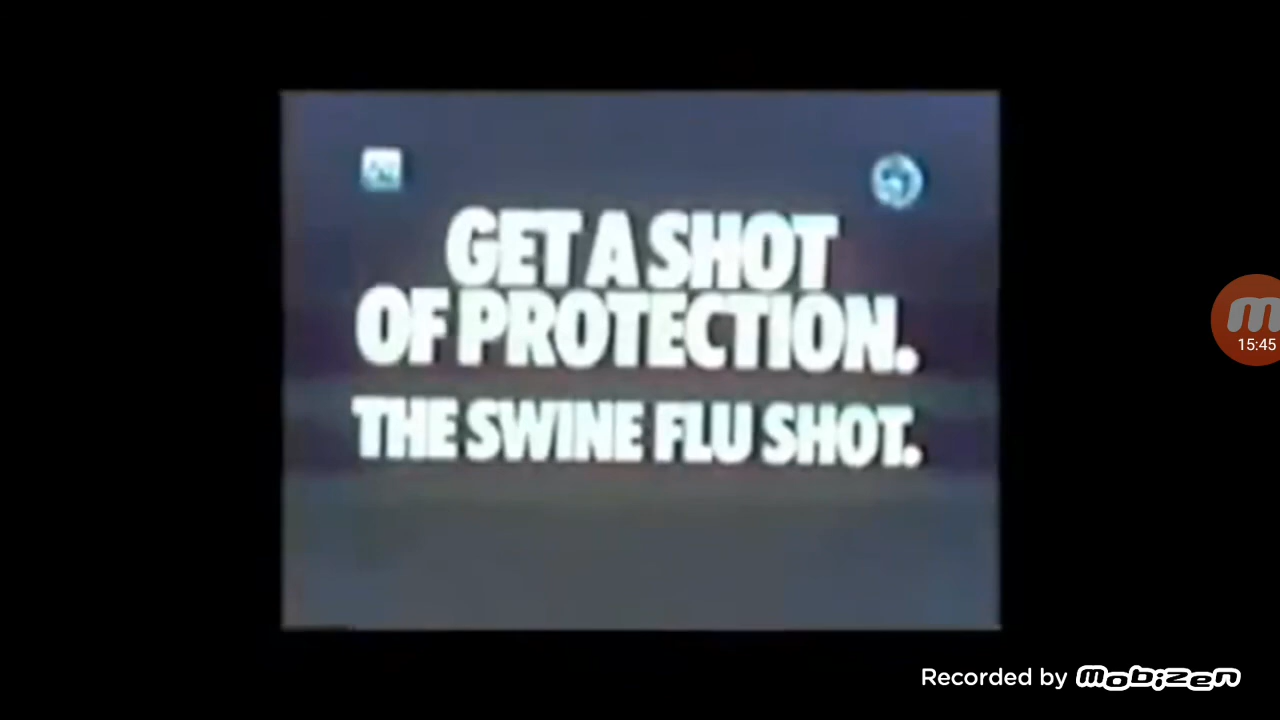 GET A SHOT
OF PROTECTION.
THE SWINE FLU SHOT.
15:45
Recorded by mobizen